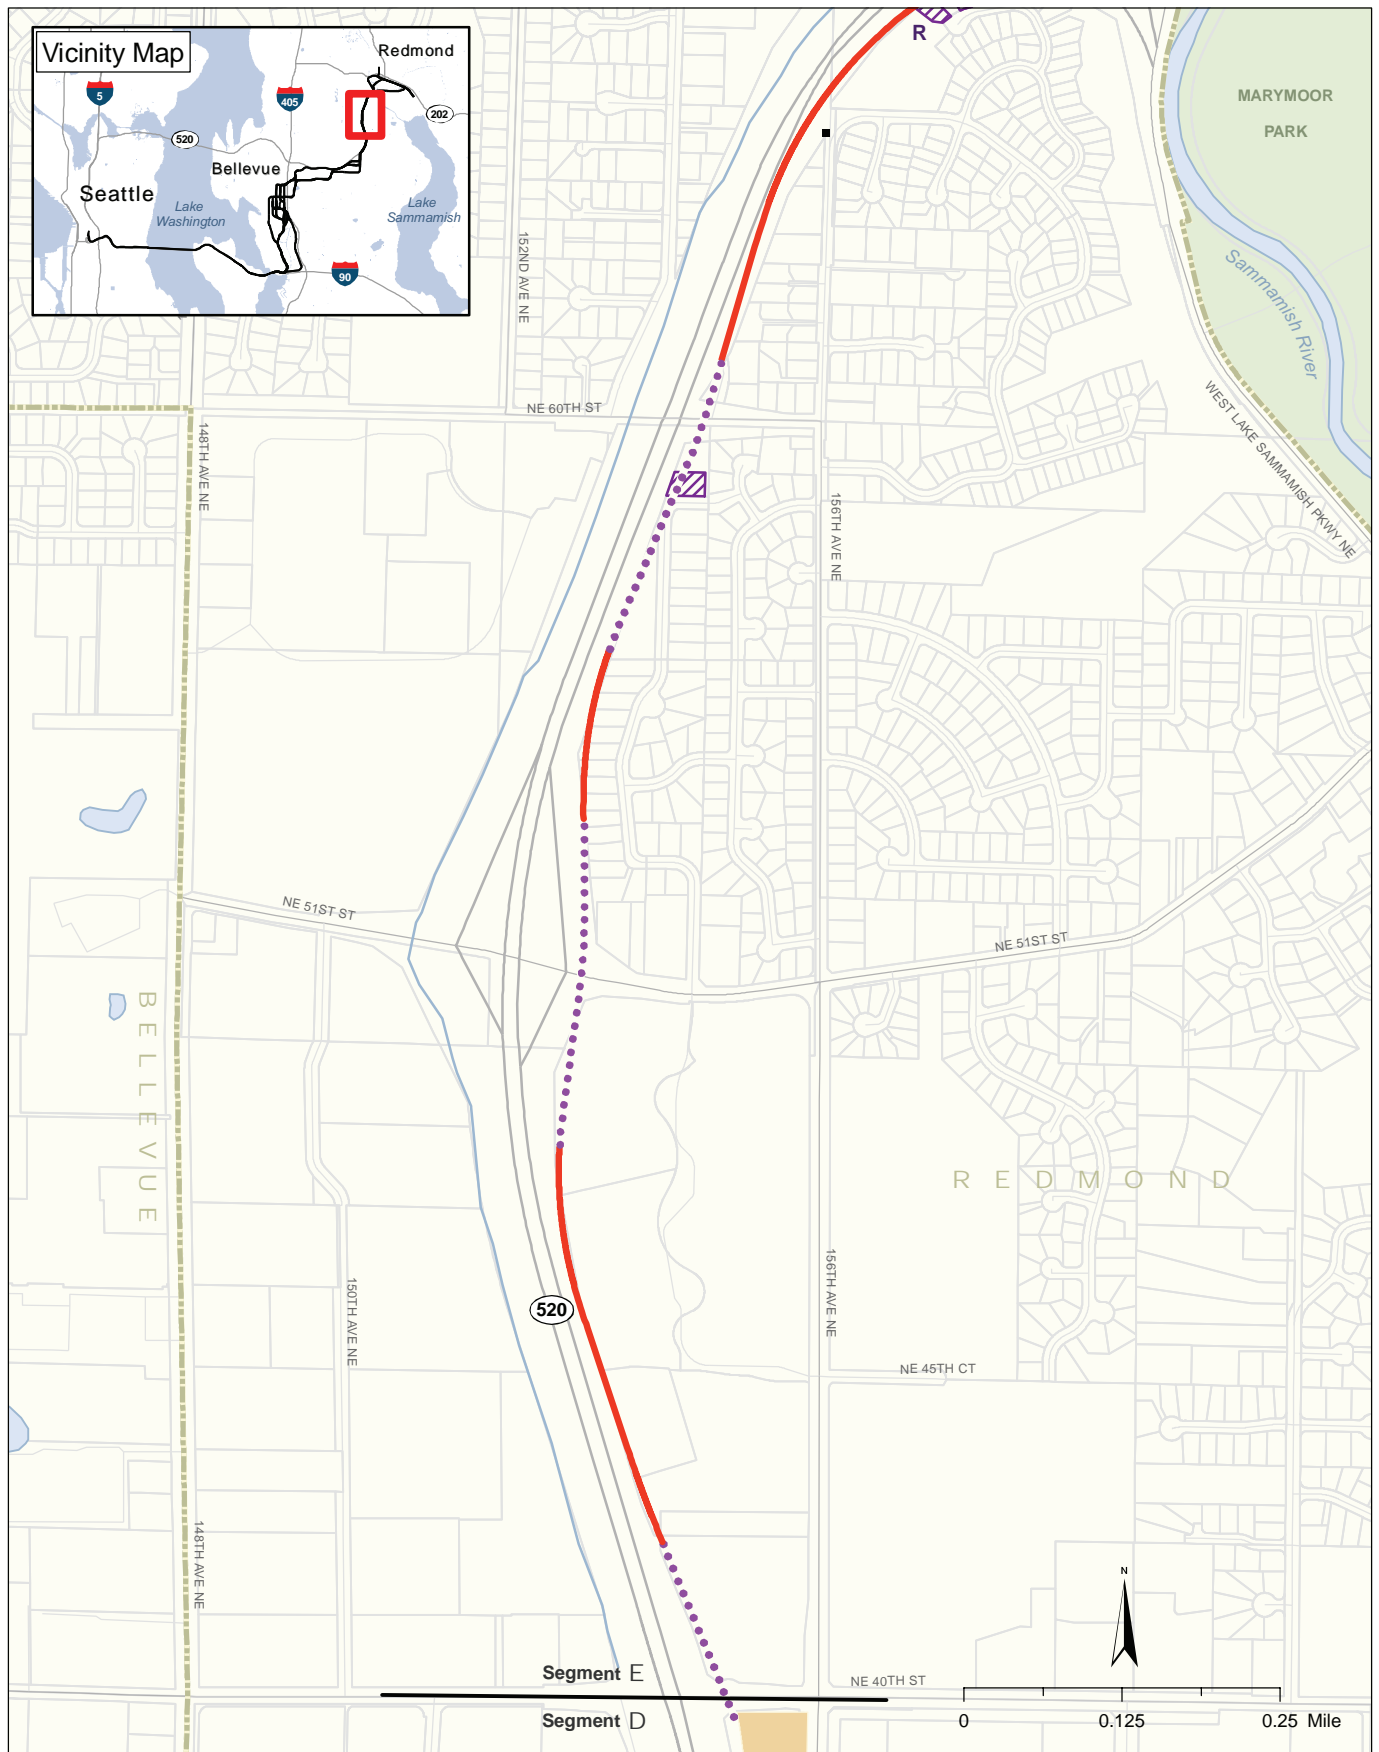 Vicinity Map
Redmond
5
405
202
520
Bellevue
Seattle
Lake
Washington
Lake
Sammamish
90
R
MARYMOOR
PARK
Sammamish River
152ND AVE NE
NE 60TH ST
148TH AVE NE
WEST LAKE SAMMAMISH PKWY NE
156TH AVE NE
NE 51ST ST
NE 51ST ST
BELLEVUE
REDMOND
156TH AVE NE
150TH AVE NE
520
NE 45TH CT
148TH AVE NE
N
Segment E
NE 40TH ST
Segment D
0 0.125 0.25 Mile